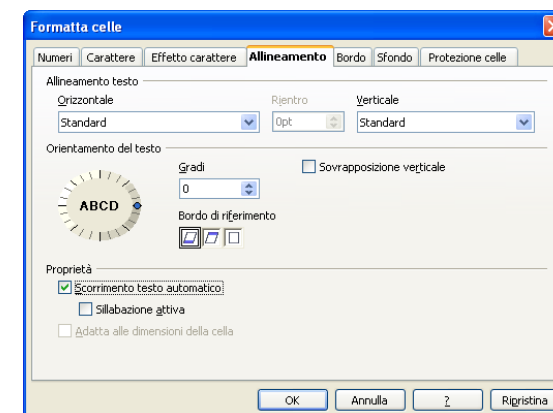 Formatta celle
Numeri Carattere Effetto carattere Allineamento Bordo Sfondo Protezione celle
Allineamento testo
Orizzontale Rientro Verticale
Standard 0pt Standard
Orientamento del testo
Gradi Sovrapposizione verticale
0
ABCD
Bordo di riferimento
Proprietà
Scorrimento testo automatico
Sillabazione attiva
Adatta alle dimensioni della cella
OK Annulla ? Ripristina